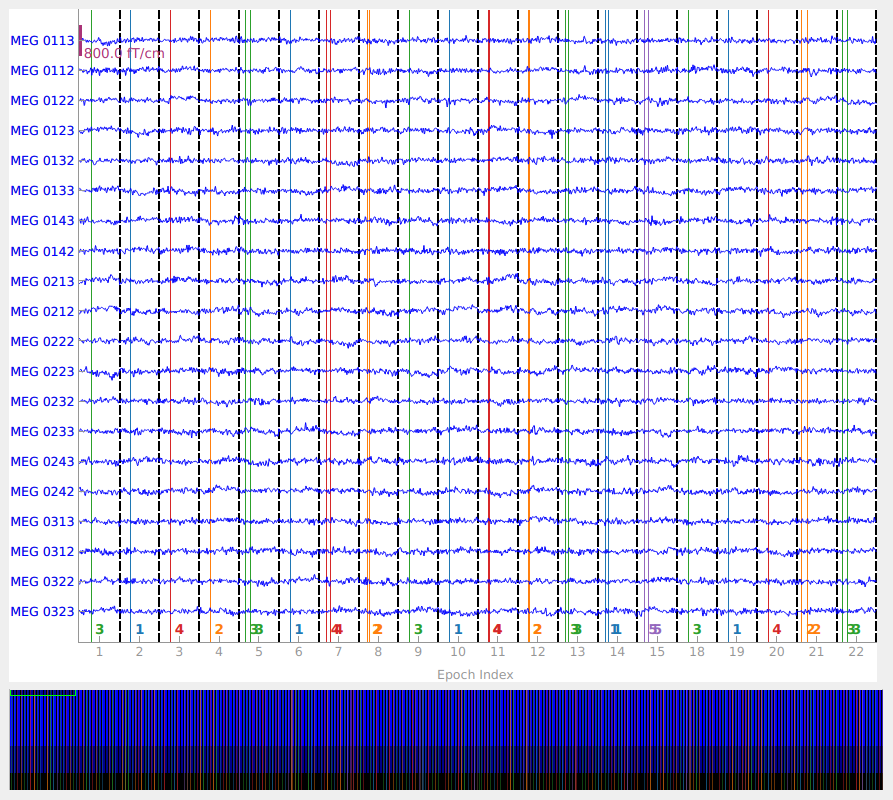 MEG 0113
800.0 fT/cm
MEG 0112
MEG 0122
MEG 0123
MEG 0132
MEG 0133
MEG 0143
MEG 0142
MEG 0213
MEG 0212
MEG 0222
MEG 0223
MEG 0232
MEG 0233
MEG 0243
MEG 0242
MEG 0313
MEG 0312
MEG 0322
MEG 0323
3 1 4 2 33 1 44 22 3 1 44 2 33 11 55 3 1 4 22 33
1 2 3 4 5 6 7 8 9 10 11 12 13 14 15 18 19 20 21 22
Epoch Index